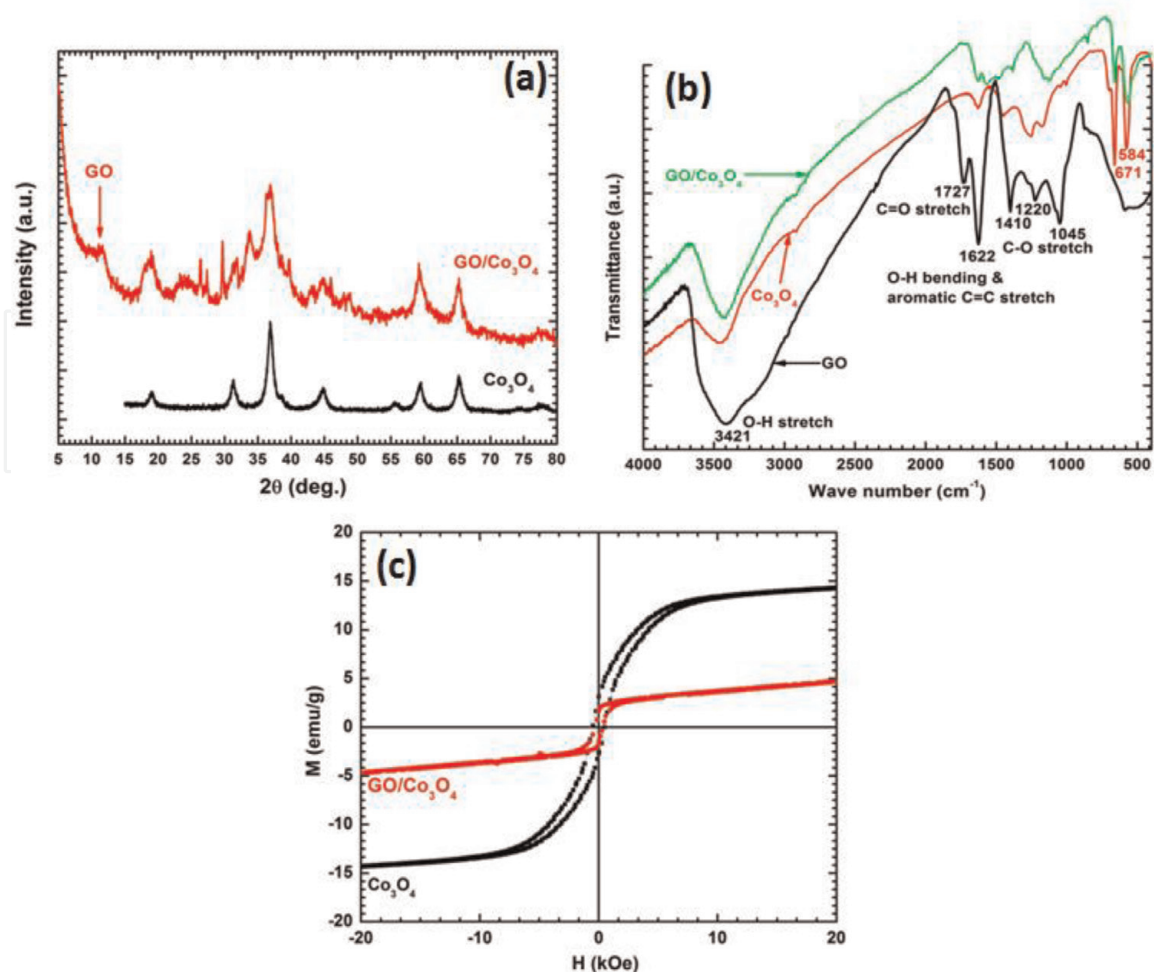 (a)
GO
GO/Co₃O₄
Co₃O₄
Intensity (a.u.)
5 10 15 20 25 30 35 40 45 50 55 60 65 70 75 80
2θ (deg.)
(b)
GO/Co₃O₄
Co₃O₄
GO
1727
C=O stretch
1622
O-H bending &
aromatic C=C stretch
1410
1220
C-O stretch
1045
584
671
O-H stretch
3421
Transmittance (a.u.)
4000 3500 3000 2500 2000 1500 1000 500
Wave number (cm⁻¹)
(c)
20
15
10
5
0
-5
-10
-15
-20
M (emu/g)
GO/Co₃O₄
Co₃O₄
-20 -10 0 10 20
H (kOe)